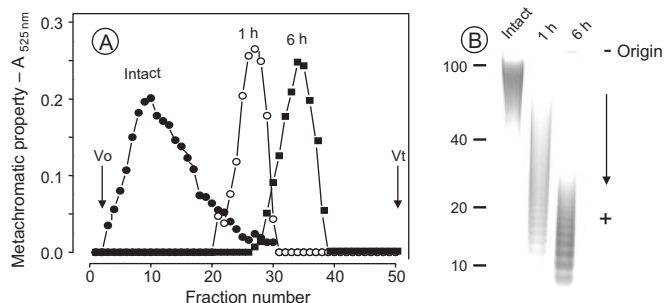 A
B
Metachromatic property – A 525 nm
0.3
0.2
0.1
0.0
Vo
Intact
1 h
6 h
Vt
0 10 20 30 40 50
Fraction number
Intact
1 h
6 h
100
40
20
10
Origin
+